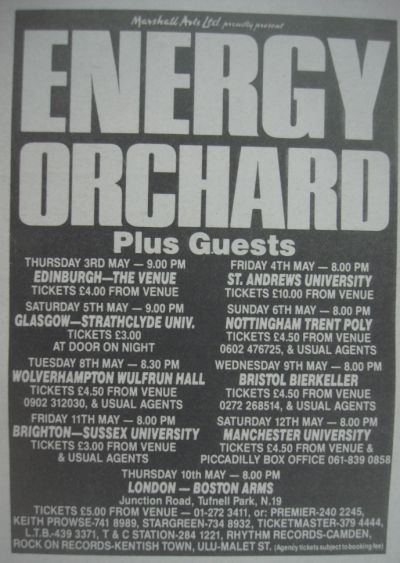 Marshall Arts Ltd proudly present
ENERGY
ORCHARD
Plus Guests
THURSDAY 3RD MAY — 9.00 PM
EDINBURGH—THE VENUE
TICKETS £4.00 FROM VENUE
FRIDAY 4TH MAY — 8.00 PM
ST. ANDREWS UNIVERSITY
TICKETS £10.00 FROM VENUE
SATURDAY 5TH MAY — 9.00 PM
GLASGOW—STRATHCLYDE UNIV.
TICKETS £3.00
AT DOOR ON NIGHT
SUNDAY 6TH MAY — 8.00 PM
NOTTINGHAM TRENT POLY
TICKETS £4.50 FROM VENUE
0602 476725, & USUAL AGENTS
TUESDAY 8TH MAY — 8.30 PM
WOLVERHAMPTON WULFRUN HALL
TICKETS £4.50 FROM VENUE
0902 312030, & USUAL AGENTS
WEDNESDAY 9TH MAY — 8.00 PM
BRISTOL BIERKELLER
TICKETS £4.50 FROM VENUE
0272 268514, & USUAL AGENTS
FRIDAY 11TH MAY — 8.00 PM
BRIGHTON—SUSSEX UNIVERSITY
TICKETS £3.00 FROM VENUE
& USUAL AGENTS
SATURDAY 12TH MAY — 8.00 PM
MANCHESTER UNIVERSITY
TICKETS £4.50 FROM VENUE &
PICCADILLY BOX OFFICE 061-839 0858
THURSDAY 10TH MAY — 8.00 PM
LONDON — BOSTON ARMS
Junction Road, Tufnell Park, N.19
TICKETS £5.00 FROM VENUE — 01-272 3411, or: PREMIER-240 2245,
KEITH PROWSE-741 8989, STARGREEN-734 8932, TICKETMASTER-379 4444,
L.T.B.-439 3371, T & C STATION-284 1221, RHYTHM RECORDS-CAMDEN,
ROCK ON RECORDS-KENTISH TOWN, ULU-MALET ST. (Agency tickets subject to booking fee)